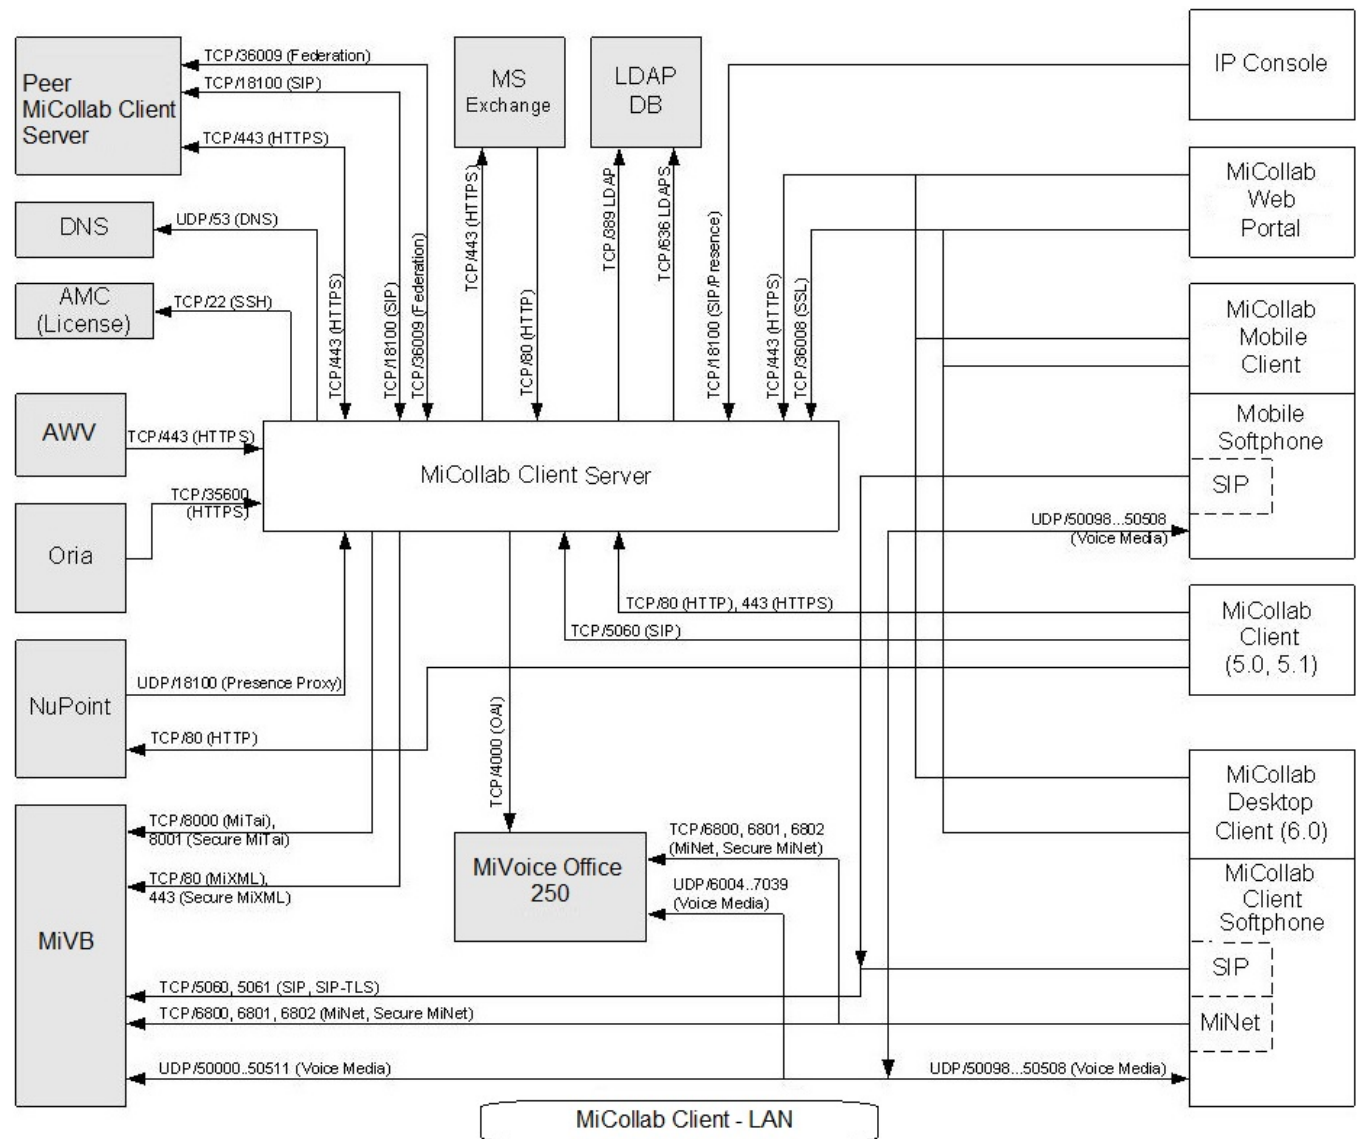 Peer
MiCollab Client
Server
TCP/36009 (Federation)
TCP/18100 (SIP)
TCP/443 (HTTPS)
MS
Exchange
LDAP
DB
IP Console
MiCollab
Web
Portal
DNS
UDP/53 (DNS)
AMC
(License)
TCP/22 (SSH)
TCP/443 (HTTPS)
TCP/18100 (SIP)
TCP/36009 (Federation)
TCP/443 (HTTPS)
TCP/80 (HTTP)
TCP/389 LDAP
TCP/636 LDAPS
TCP/18100 (SIP/Presence)
TCP/443 (HTTPS)
TCP/36008 (SSL)
MiCollab
Mobile
Client
Mobile
Softphone
SIP
UDP/50098...50508
(Voice Media)
AWV
TCP/443 (HTTPS)
MiCollab Client Server
Oria
TCP/35600
(HTTPS)
TCP/80 (HTTP), 443 (HTTPS)
TCP/5060 (SIP)
MiCollab
Client
(5.0, 5.1)
NuPoint
UDP/18100 (Presence Proxy)
TCP/80 (HTTP)
TCP/4000 (OAI)
MiCollab
Desktop
Client (6.0)
MiCollab
Client
Softphone
SIP
MiNet
MiVB
TCP/8000 (MiTai),
8001 (Secure MiTai)
TCP/80 (MiXML),
443 (Secure MiXML)
MiVoice Office
250
TCP/6800, 6801, 6802
(MiNet, Secure MiNet)
UDP/6004..7039
(Voice Media)
TCP/5060, 5061 (SIP, SIP-TLS)
TCP/6800, 6801, 6802 (MiNet, Secure MiNet)
UDP/50000..50511 (Voice Media)
UDP/50098...50508 (Voice Media)
MiCollab Client - LAN